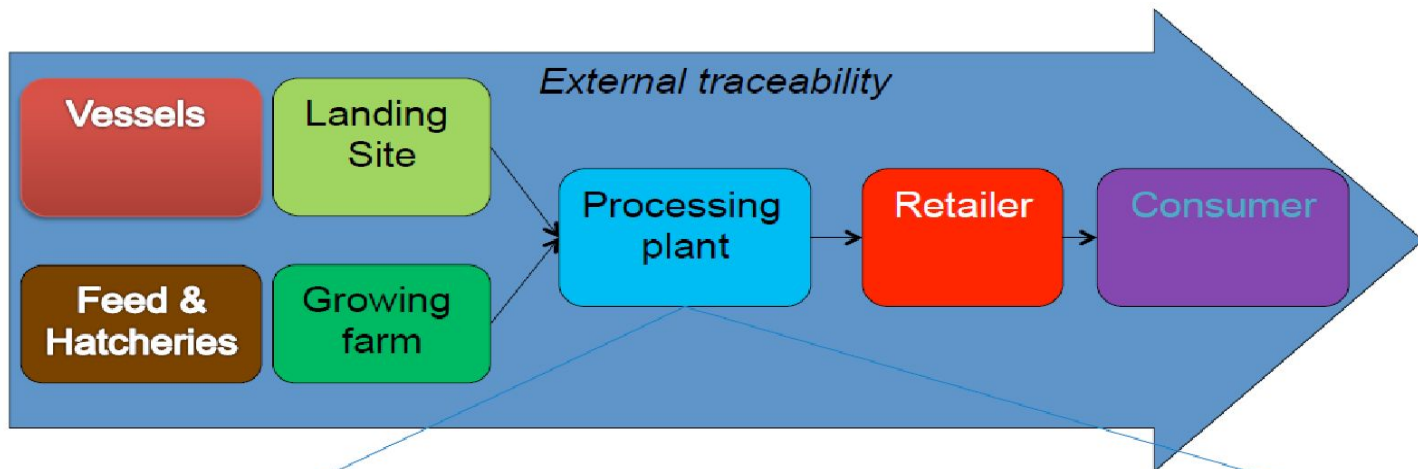 External traceability
Vessels
Landing
Site
Feed &
Hatcheries
Growing
farm
Processing
plant
Retailer
Consumer